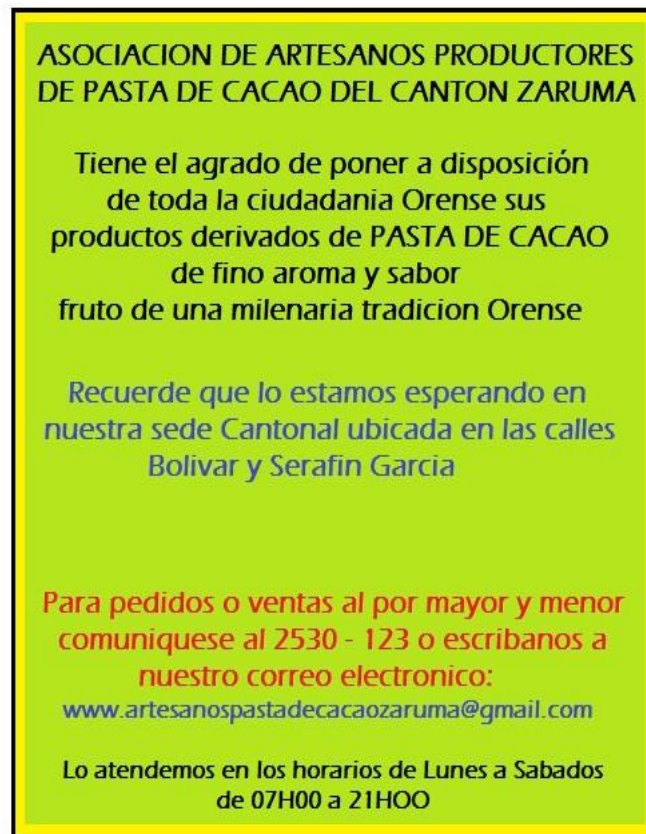 ASOCIACION DE ARTESANOS PRODUCTORES
DE PASTA DE CACAO DEL CANTON ZARUMA
Tiene el agrado de poner a disposición
de toda la ciudadania Orense sus
productos derivados de PASTA DE CACAO
de fino aroma y sabor
fruto de una milenaria tradicion Orense
Recuerde que lo estamos esperando en
nuestra sede Cantonal ubicada en las calles
Bolivar y Serafin Garcia
Para pedidos o ventas al por mayor y menor
comuniquese al 2530 - 123 o escribanos a
nuestro correo electronico:
www.artesanospastadecacaozaruma@gmail.com
Lo atendemos en los horarios de Lunes a Sabados
de 07H00 a 21HOO